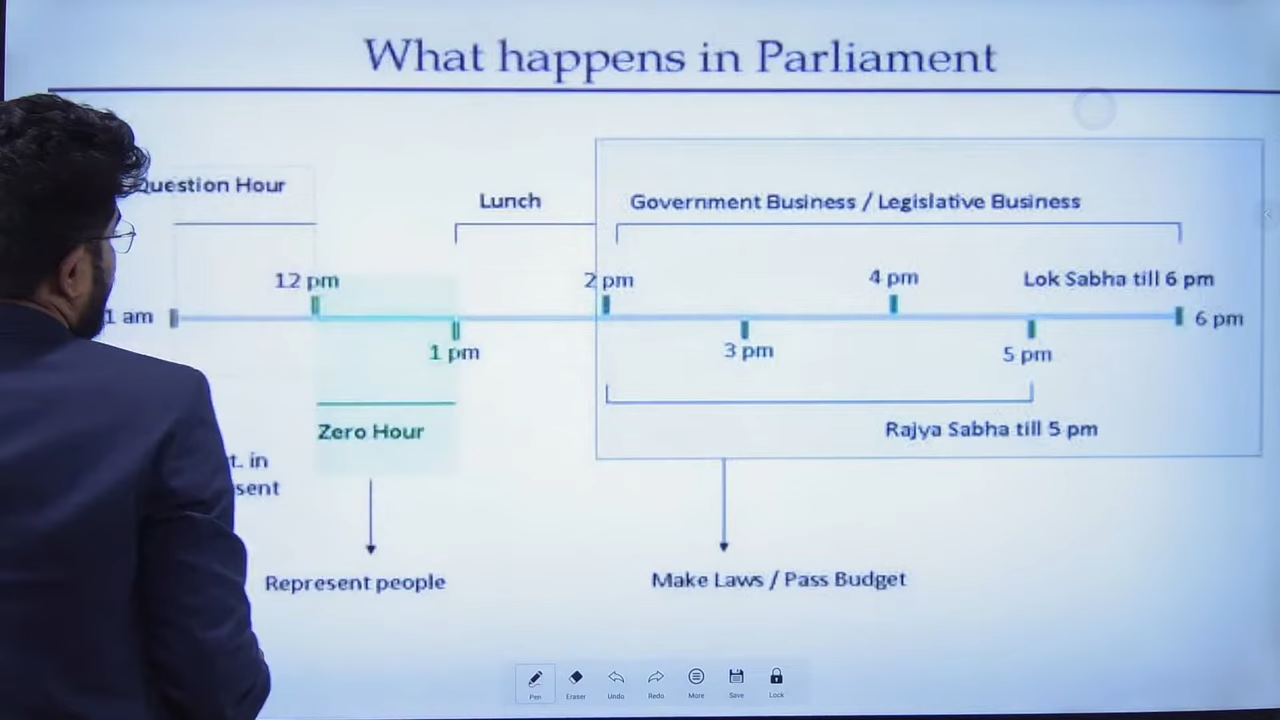 What happens in Parliament
Question Hour
Lunch
Government Business / Legislative Business
12 pm
2 pm
4 pm
Lok Sabha till 6 pm
1 am
6 pm
1 pm
3 pm
5 pm
Zero Hour
Rajya Sabha till 5 pm
t. in
sent
Represent people
Make Laws / Pass Budget
Pen
Eraser
Undo
Redo
More
Save
Lock